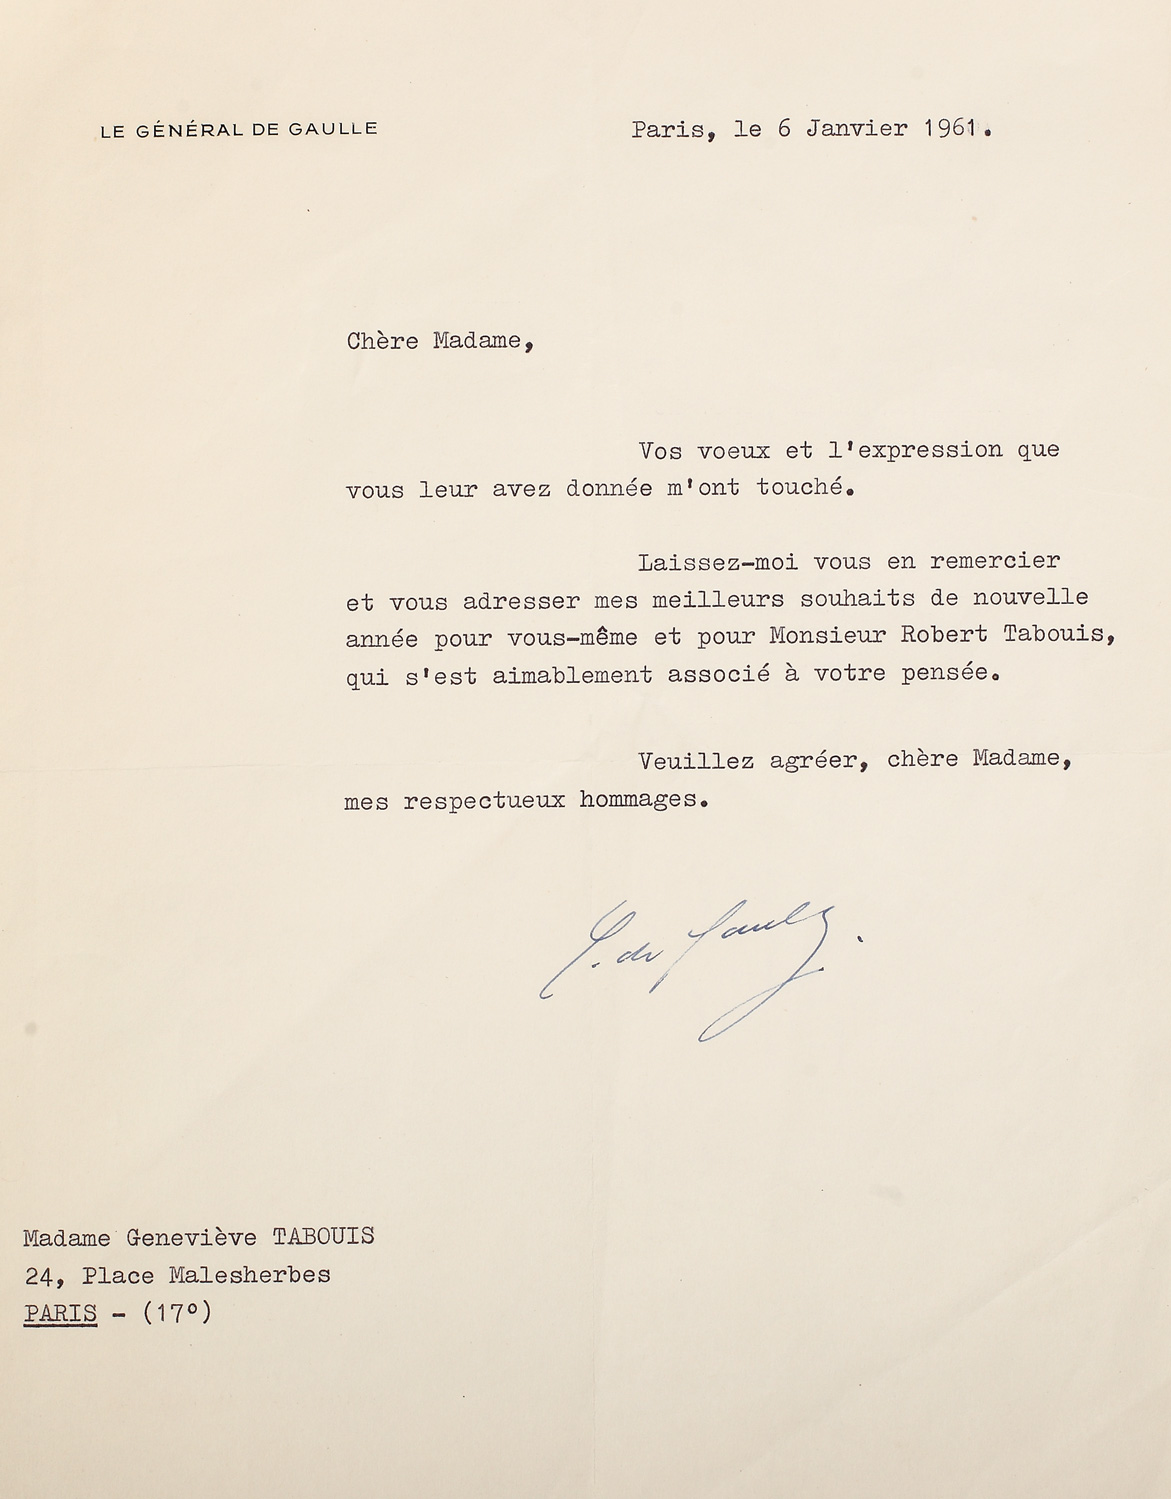 LE GÉNÉRAL DE GAULLE
Paris, le 6 Janvier 1961.
Chère Madame,
Vos voeux et l'expression que
vous leur avez donnée m'ont touché.
Laissez-moi vous en remercier
et vous adresser mes meilleurs souhaits de nouvelle
année pour vous-même et pour Monsieur Robert Tabouis,
qui s'est aimablement associé à votre pensée.
Veuillez agréer, chère Madame,
mes respectueux hommages.
C. de Gaulle.
Madame Geneviève TABOUIS
24, Place Malesherbes
PARIS - (17°)